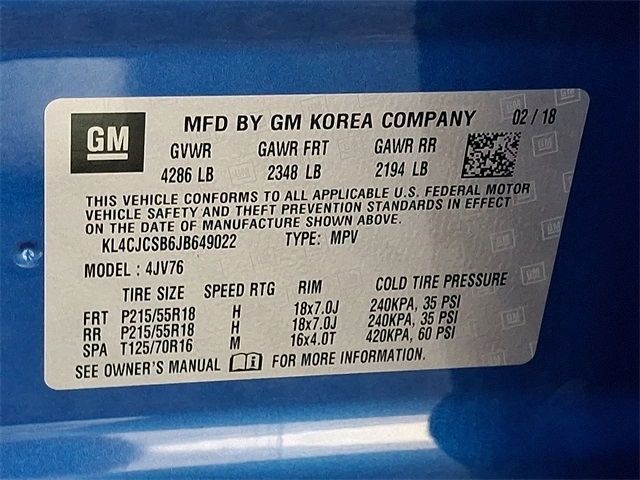 GM
MFD BY GM KOREA COMPANY 02 / 18
GVWR GAWR FRT GAWR RR
4286 LB 2348 LB 2194 LB
THIS VEHICLE CONFORMS TO ALL APPLICABLE U.S. FEDERAL MOTOR
VEHICLE SAFETY AND THEFT PREVENTION STANDARDS IN EFFECT
ON THE DATE OF MANUFACTURE SHOWN ABOVE.
KL4CJCSB6JB649022 TYPE: MPV
MODEL : 4JV76
TIRE SIZE SPEED RTG RIM COLD TIRE PRESSURE
FRT P215/55R18 H 18x7.0J 240KPA, 35 PSI
RR P215/55R18 H 18x7.0J 240KPA, 35 PSI
SPA T125/70R16 M 16x4.0T 420KPA, 60 PSI
SEE OWNER'S MANUAL FOR MORE INFORMATION.